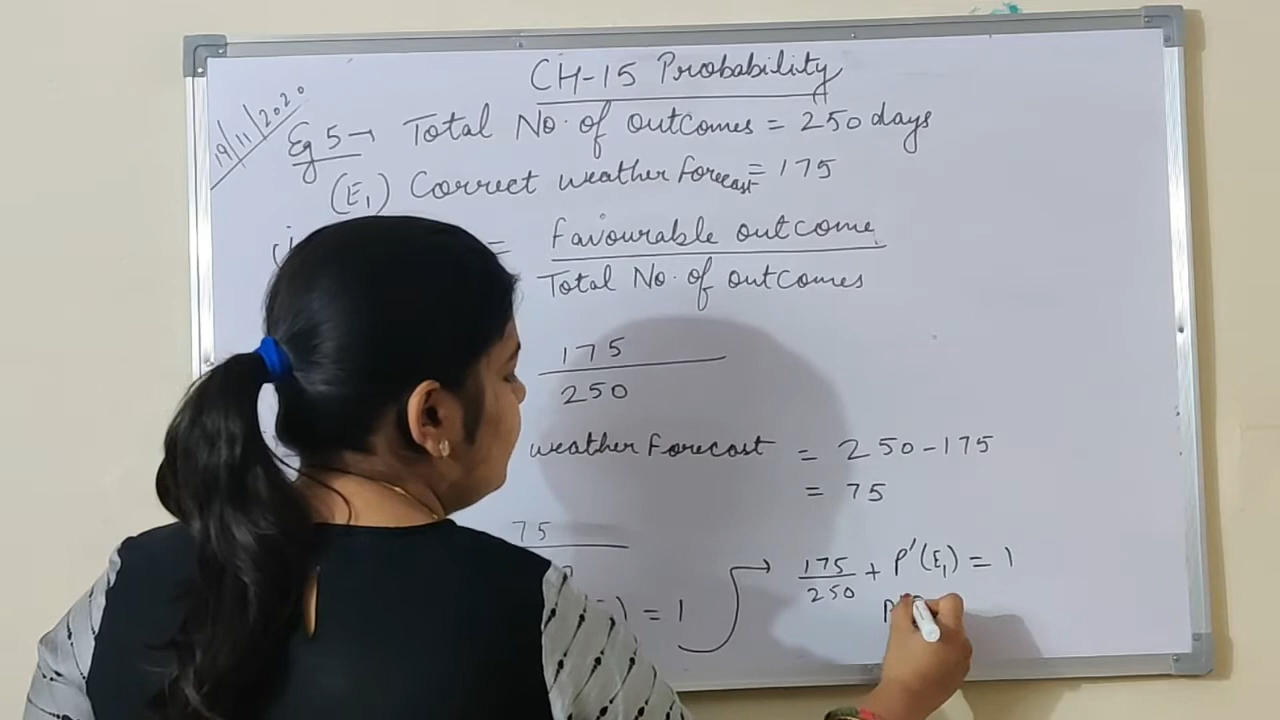 CH-15 Probability
19/11/2020
Eg 5→ Total No. of outcomes = 250 days
(E₁) Correct weather forecast = 175
= Favourable outcome
Total No. of outcomes
175
250
weather Forecast = 250-175
= 75
75
175/250 + P'(E₁) = 1
) = 1